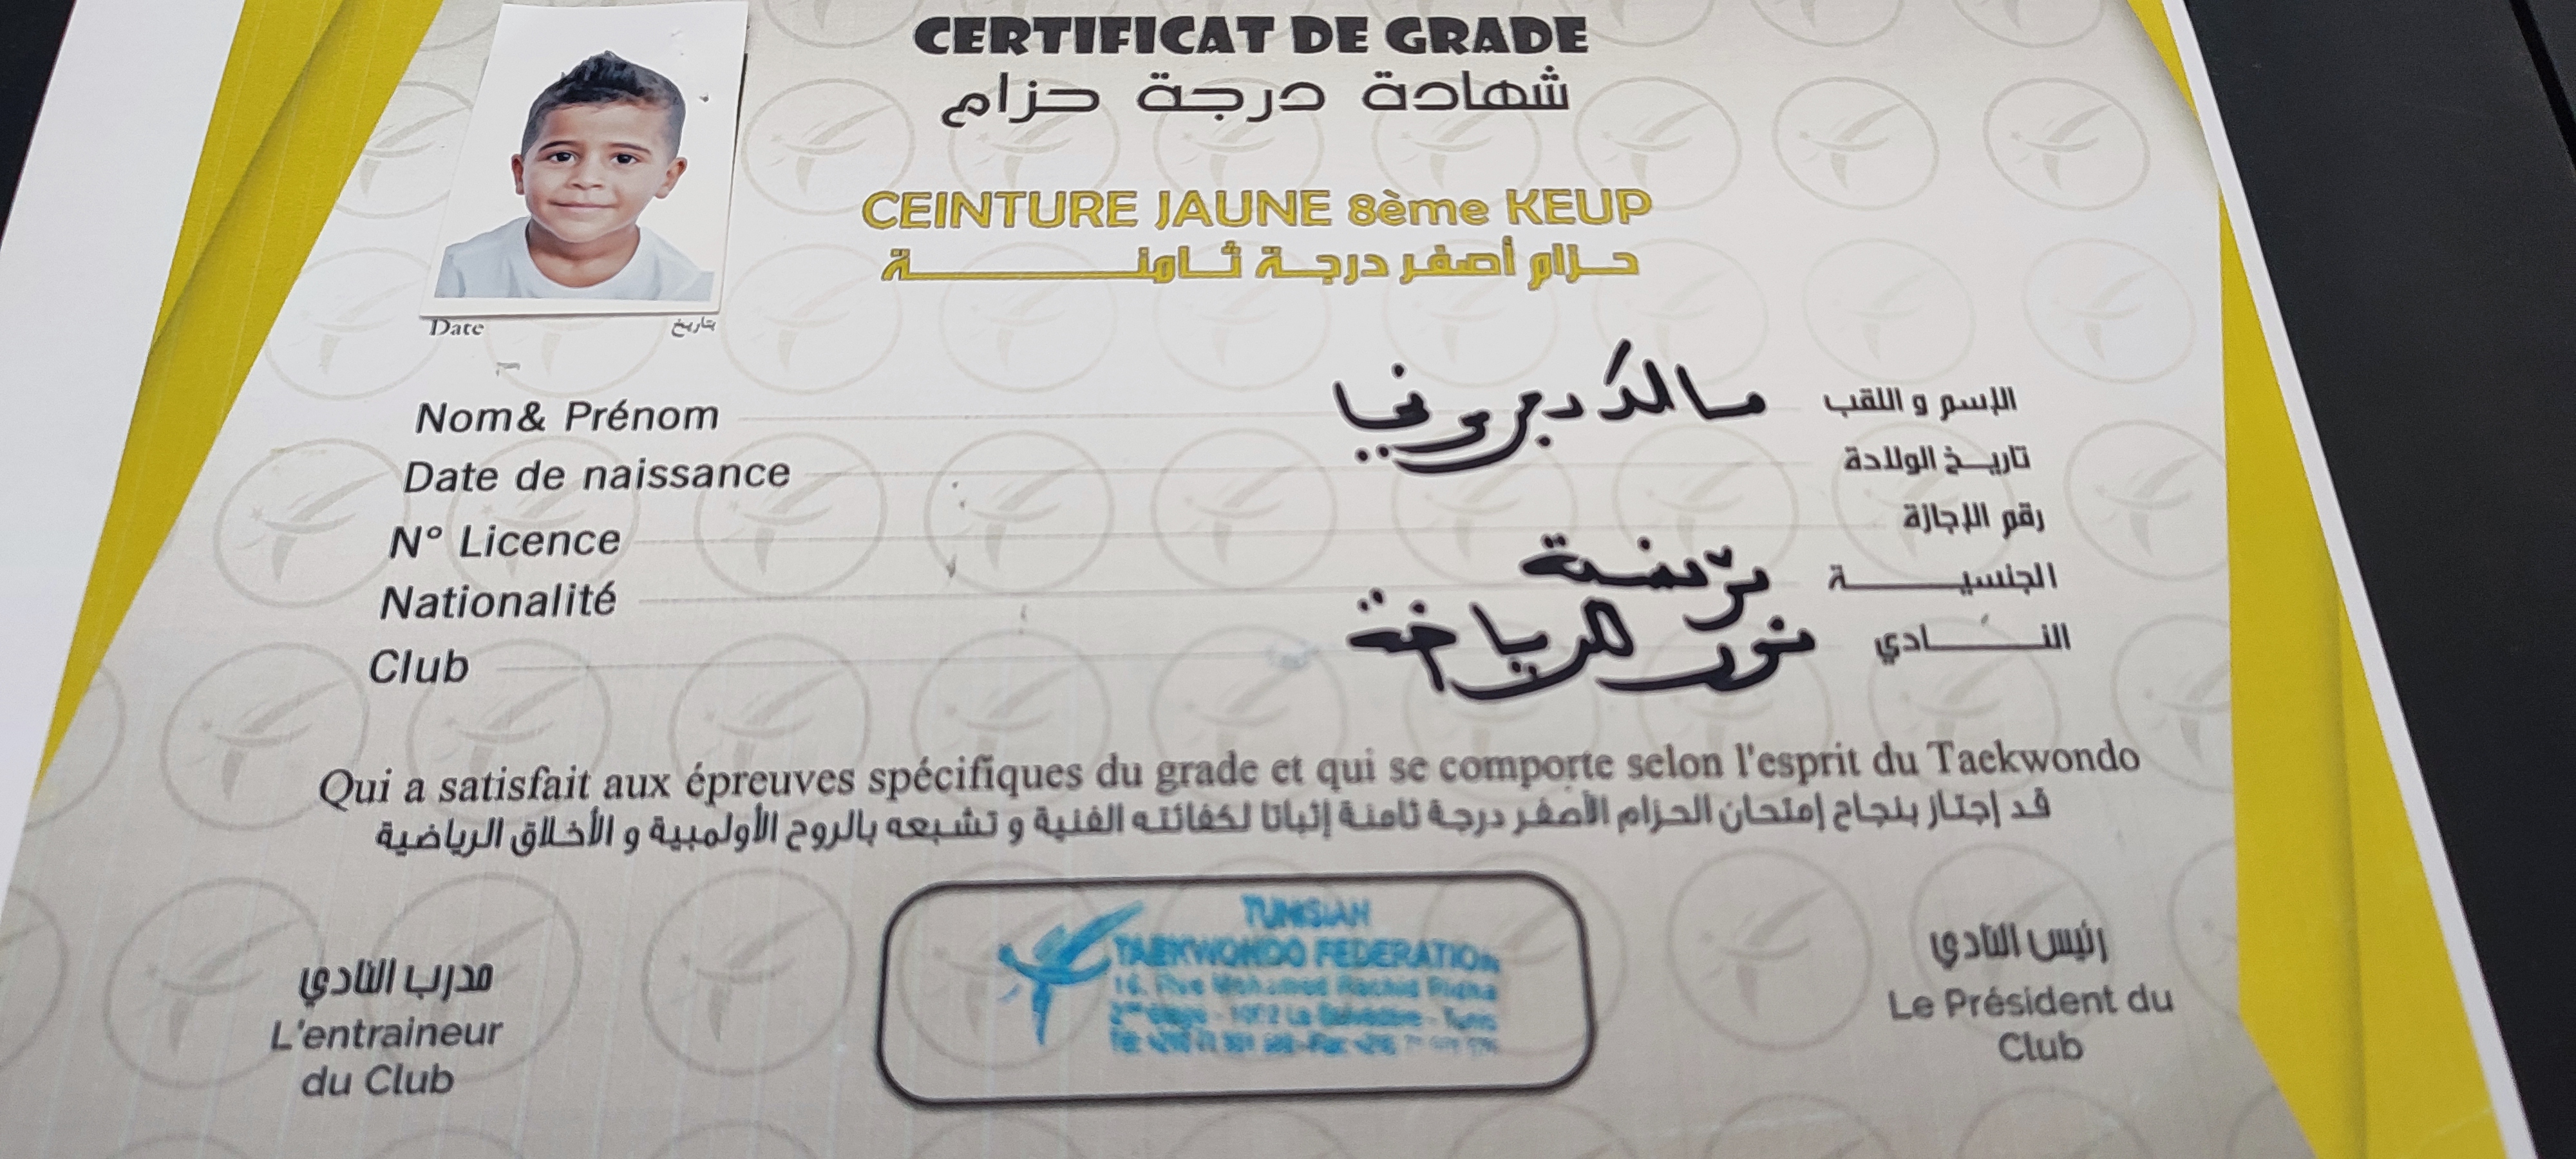 CERTIFICAT DE GRADE
شهادة درجة حزام
CEINTURE JAUNE 8ème KEUP
حزام أصفر درجة ثامنة
Date بتاريخ
Nom& Prénom الإسم و اللقب
Date de naissance تاريخ الولادة
N° Licence رقم الإجازة
Nationalité تونسية الجنسية
Club نور للرياضة النادي
Qui a satisfait aux épreuves spécifiques du grade et qui se comporte selon l'esprit du Taekwondo
قد إجتاز بنجاح إمتحان الحزام الأصفر درجة ثامنة إثباتا لكفائته الفنية و تشبعه بالروح الأولمبية و الأخلاق الرياضية
TUNISIAN
TAEKWONDO FEDERATION
رئيس النادي
Le Président du
Club
مدرب النادي
L'entraineur
du Club